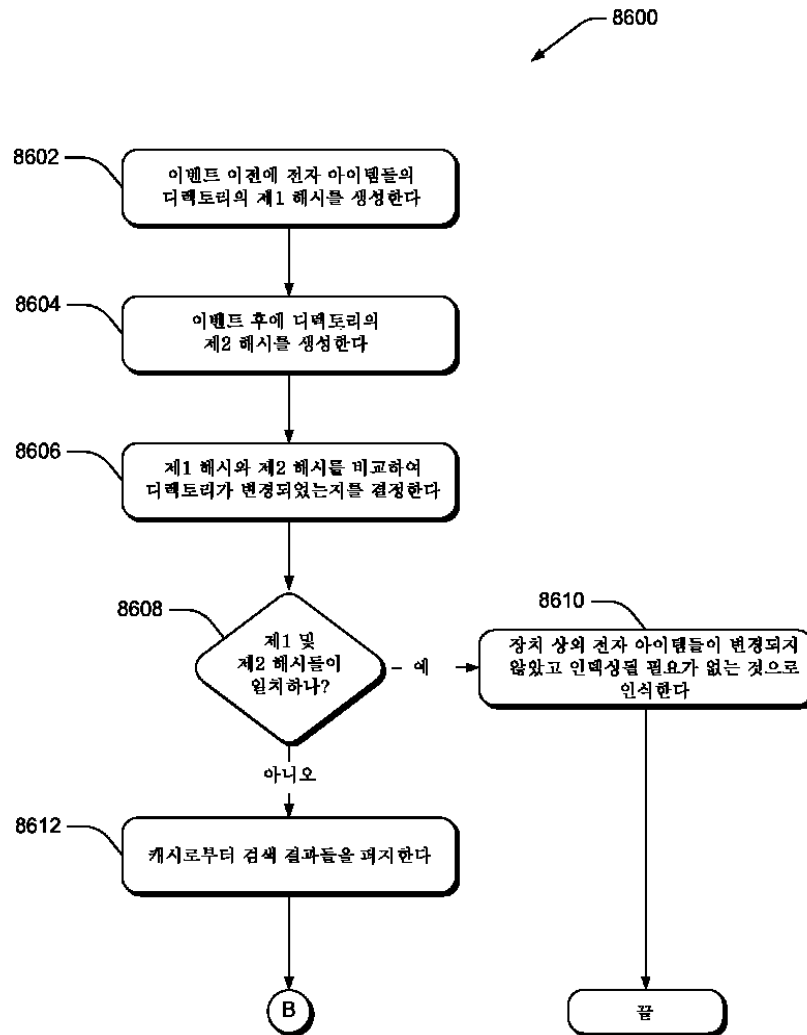 8600
8602
이벤트 이전에 전자 아이템들의
디렉토리의 제1 해시를 생성한다
8604
이벤트 후에 디렉토리의
제2 해시를 생성한다
8606
제1 해시와 제2 해시를 비교하여
디렉토리가 변경되었는지를 결정한다
8608
제1 및
제2 해시들이
일치하나?
예
8610
장치 상의 전자 아이템들이 변경되지
않았고 인덱싱될 필요가 없는 것으로
인식한다
아니오
8612
캐시로부터 검색 결과들을 폐지한다
B
끝